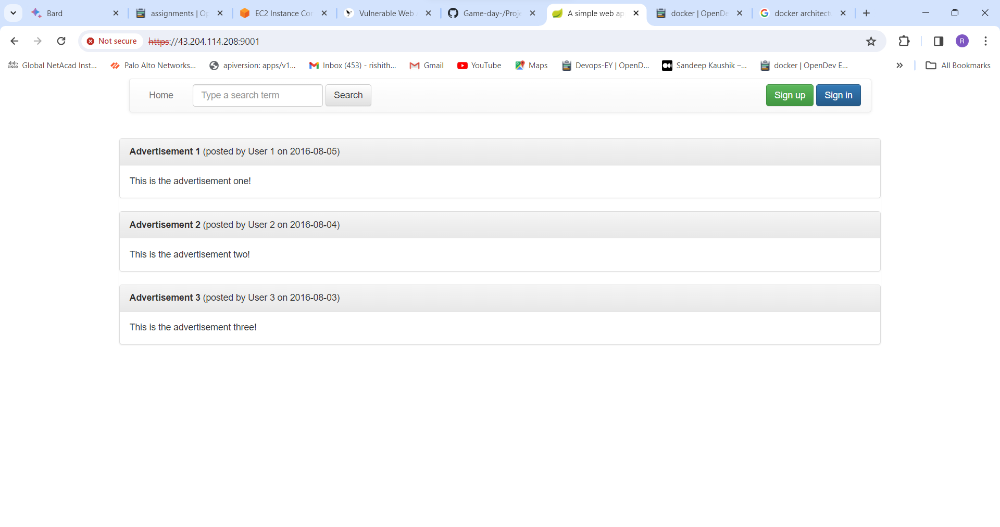 Bard
assignments | Op
EC2 Instance Cor
Vulnerable Web
Game-day-/Proje
A simple web ap
docker | OpenDe
docker architectu
Not secure https://43.204.114.208:9001 R
Global NetAcad Inst... Palo Alto Networks... apiversion: apps/v1... Inbox (453) - rishith... Gmail YouTube Maps Devops-EY | OpenD... Sandeep Kaushik –... docker | OpenDev E... » All Bookmarks
Home Type a search term Search Sign up Sign in
Advertisement 1 (posted by User 1 on 2016-08-05)
This is the advertisement one!
Advertisement 2 (posted by User 2 on 2016-08-04)
This is the advertisement two!
Advertisement 3 (posted by User 3 on 2016-08-03)
This is the advertisement three!